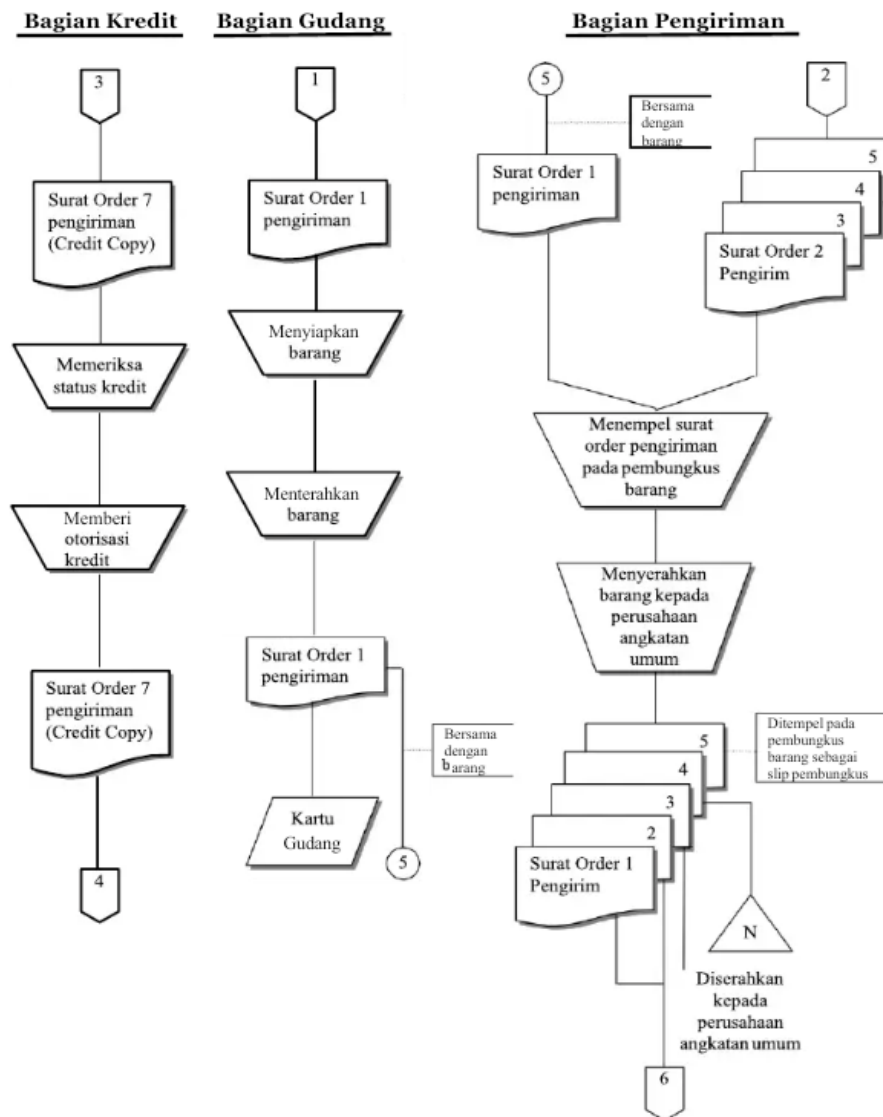 Bagian Kredit
3
Surat Order 7
pengiriman
(Credit Copy)
Memeriksa
status kredit
Memberi
otorisasi
kredit
Surat Order 7
pengiriman
(Credit Copy)
4
Bagian Gudang
1
Surat Order 1
pengiriman
Menyiapkan
barang
Menterahkan
barang
Surat Order 1
pengiriman
Bersama
dengan
barang
Kartu
Gudang
5
Bagian Pengiriman
5
Bersama
dengan
barang
Surat Order 1
pengiriman
2
5
4
3
Surat Order 2
Pengirim
Menempel surat
order pengiriman
pada pembungkus
barang
Menyerahkan
barang kepada
perusahaan
angkatan
umum
5
4
3
2
Surat Order 1
Pengirim
Ditempel pada
pembungkus
barang sebagai
slip pembungkus
N
Diserahkan
kepada
perusahaan
angkatan umum
6